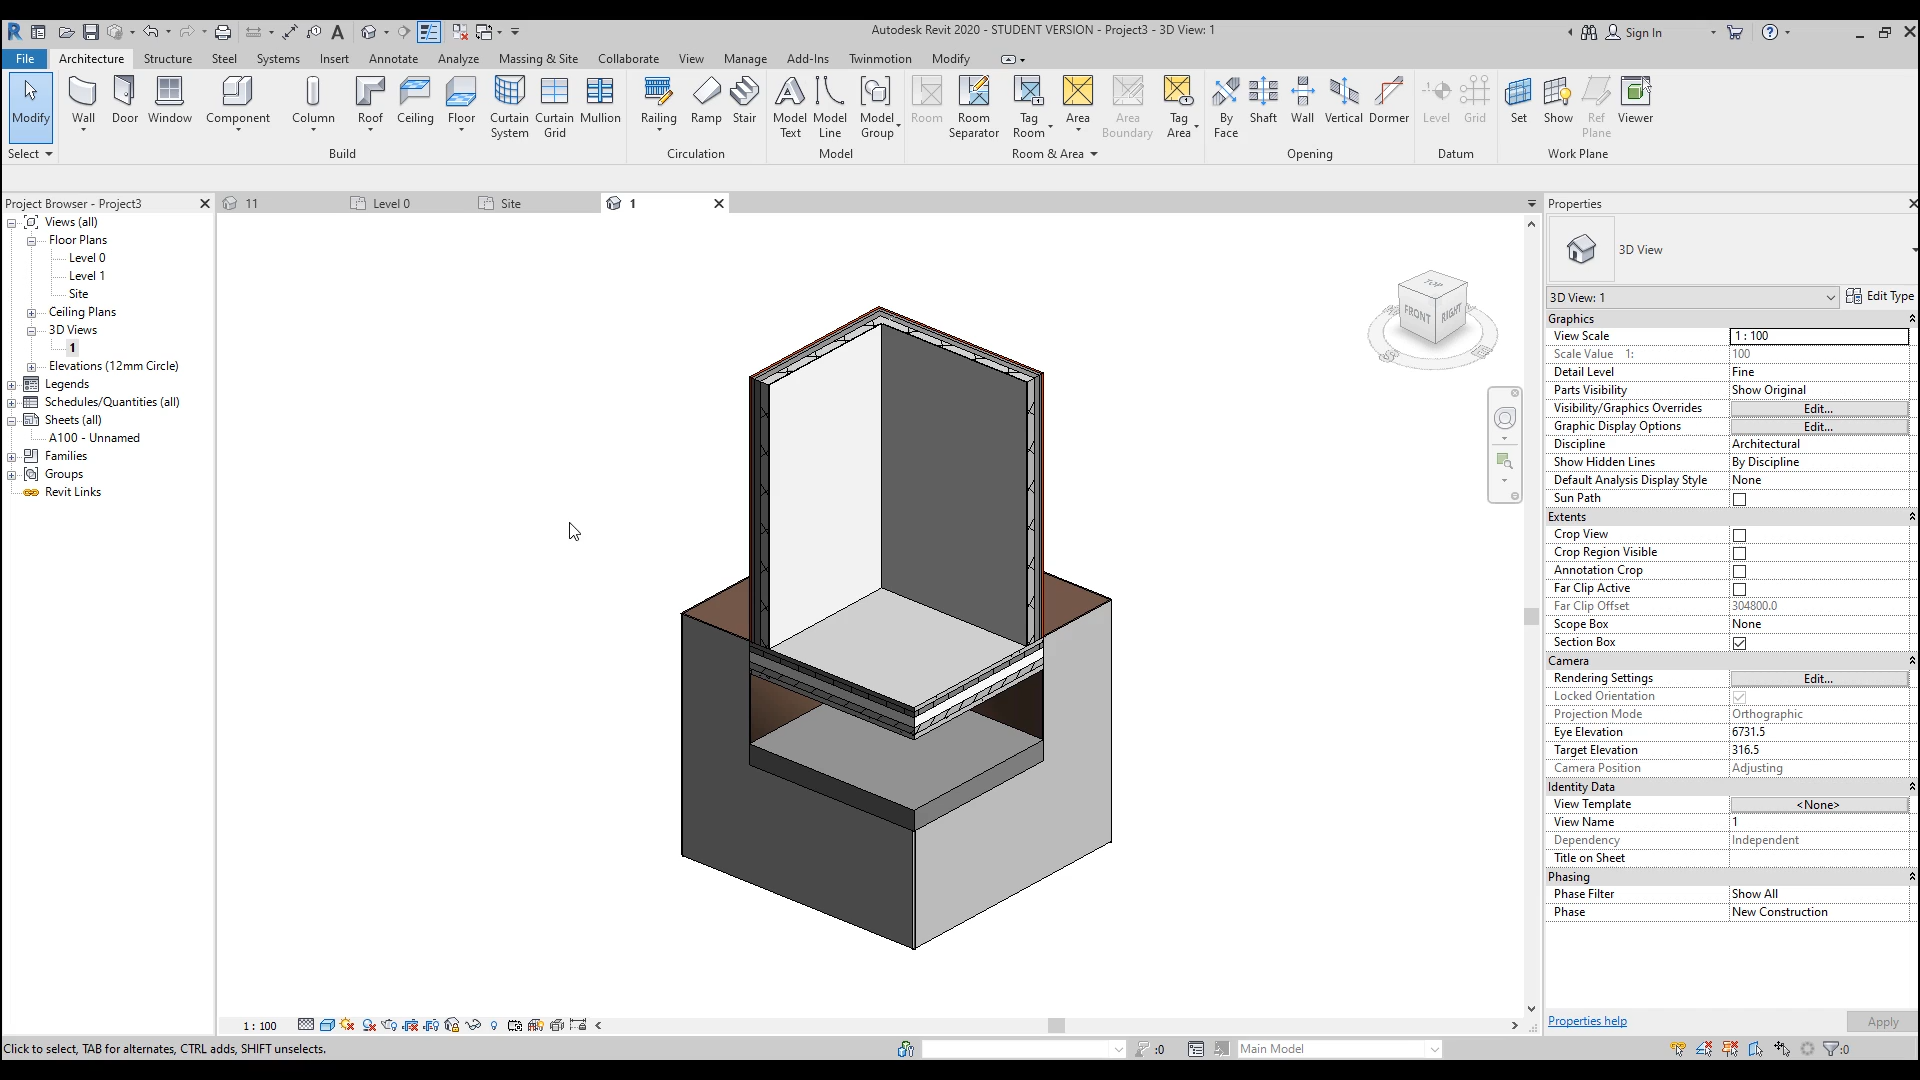 Autodesk Revit 2020 - STUDENT VERSION - Project3 - 3D View: 1
Sign In
File Architecture Structure Steel Systems Insert Annotate Analyze Massing & Site Collaborate View Manage Add-Ins Twinmotion Modify
Modify
Wall
Door
Window
Component
Column
Roof
Ceiling
Floor
Curtain System
Curtain Grid
Mullion
Railing
Ramp
Stair
Model Text
Model Line
Model Group
Room
Room Separator
Tag Room
Area
Area Boundary
Tag Area
By Face
Shaft
Wall
Vertical
Dormer
Level
Grid
Set
Show
Ref Plane
Viewer
Select
Build
Circulation
Model
Room & Area
Opening
Datum
Work Plane
Project Browser - Project3
Views (all)
Floor Plans
Level 0
Level 1
Site
Ceiling Plans
3D Views
1
Elevations (12mm Circle)
Legends
Schedules/Quantities (all)
Sheets (all)
A100 - Unnamed
Families
Groups
Revit Links
11
Level 0
Site
1
TOP
FRONT
RIGHT
Properties
3D View
3D View: 1
Edit Type
Graphics
View Scale 1 : 100
Scale Value 1: 100
Detail Level Fine
Parts Visibility Show Original
Visibility/Graphics Overrides Edit...
Graphic Display Options Edit...
Discipline Architectural
Show Hidden Lines By Discipline
Default Analysis Display Style None
Sun Path
Extents
Crop View
Crop Region Visible
Annotation Crop
Far Clip Active
Far Clip Offset 304800.0
Scope Box None
Section Box
Camera
Rendering Settings Edit...
Locked Orientation
Projection Mode Orthographic
Eye Elevation 6731.5
Target Elevation 316.5
Camera Position Adjusting
Identity Data
View Template <None>
View Name 1
Dependency Independent
Title on Sheet
Phasing
Phase Filter Show All
Phase New Construction
Properties help
Apply
1 : 100
Click to select, TAB for alternates, CTRL adds, SHIFT unselects.
:0
Main Model
:0